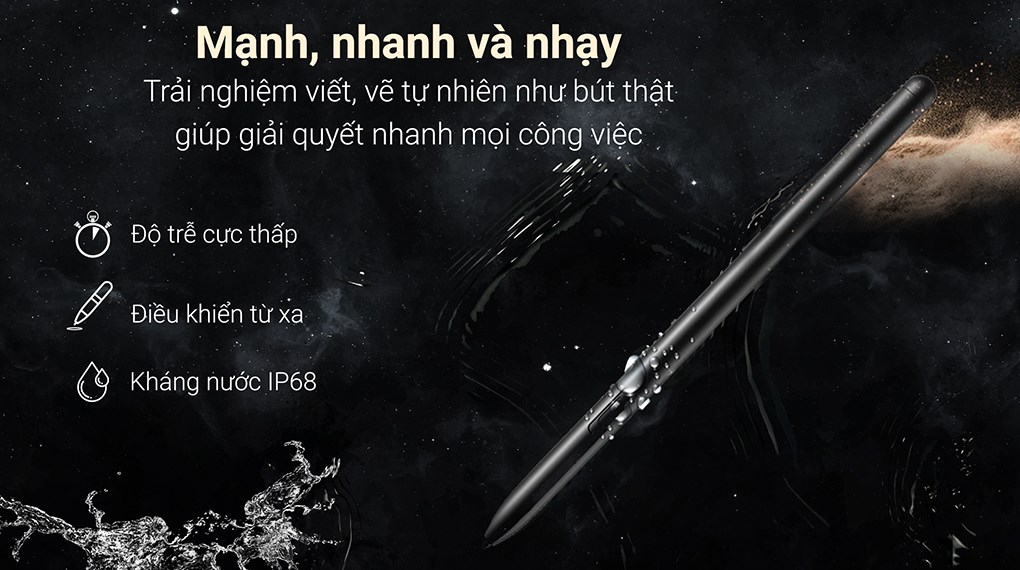 Mạnh, nhanh và nhạy
Trải nghiệm viết, vẽ tự nhiên như bút thật
giúp giải quyết nhanh mọi công việc
Độ trễ cực thấp
Điều khiển từ xa
Kháng nước IP68